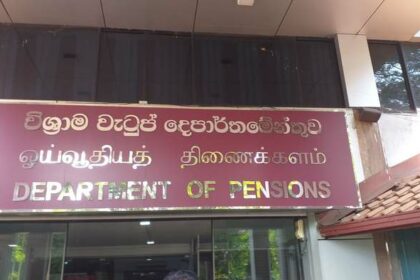 විශ්‍රාම වැටුප් දෙපාර්තමේන්තුව
ஓய்வூதியத் திணைக்களம்
DEPARTMENT OF PENSIONS